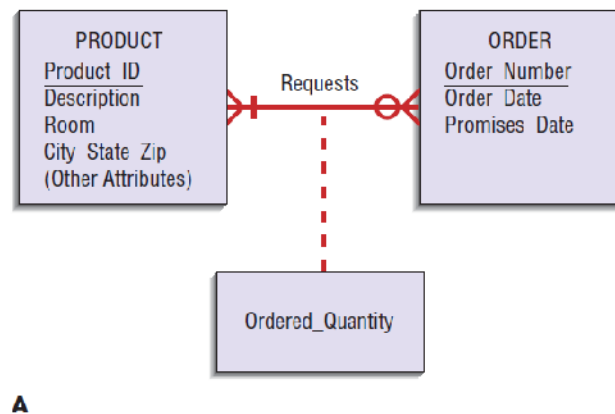 PRODUCT
Product ID
Description
Room
City State Zip
(Other Attributes)
Requests
ORDER
Order Number
Order Date
Promises Date
Ordered_Quantity
A